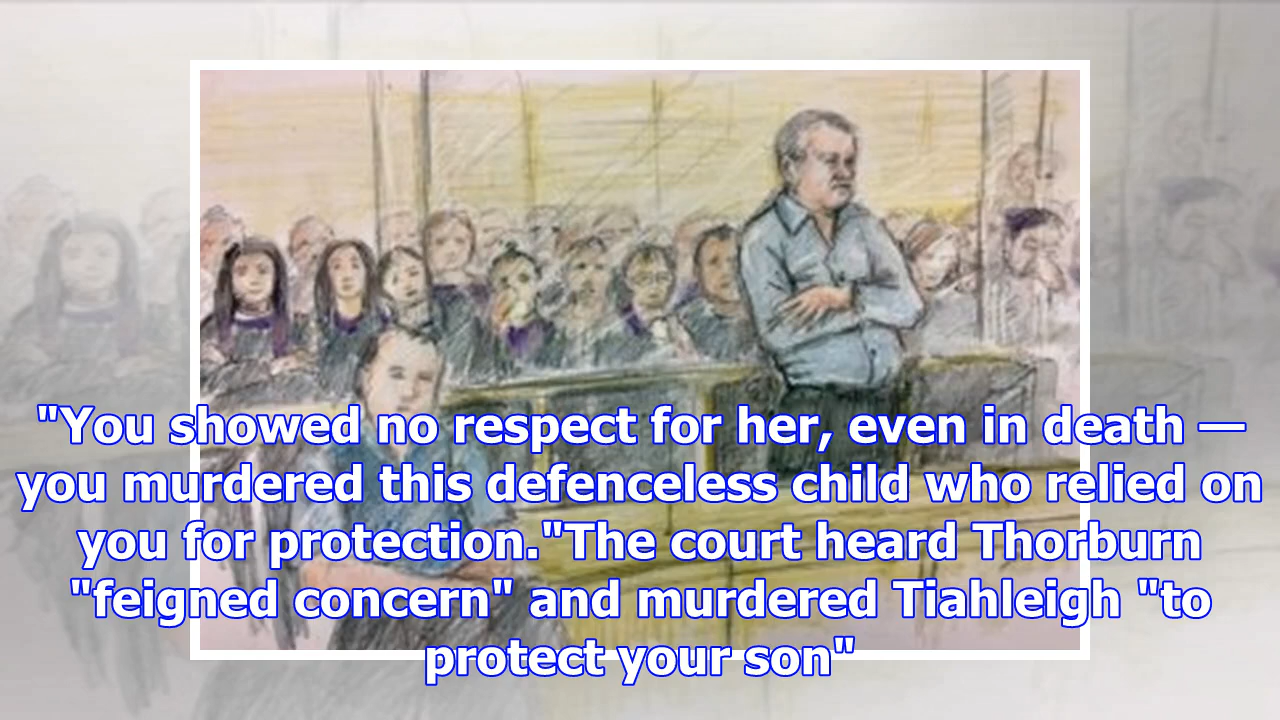 "You showed no respect for her, even in death —
you murdered this defenceless child who relied on
you for protection."The court heard Thorburn
"feigned concern" and murdered Tiahleigh "to
protect your son"